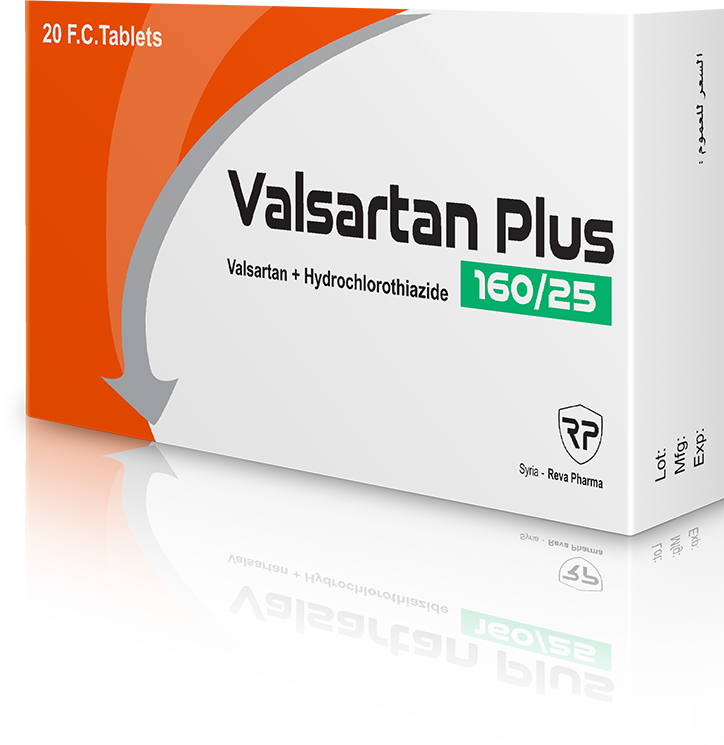 20 F.C.Tablets
Valsartan Plus
Valsartan + Hydrochlorothiazide
160/25
RP
Syria - Reva Pharma
السعر للعموم :
Lot:
Mfg:
Exp: